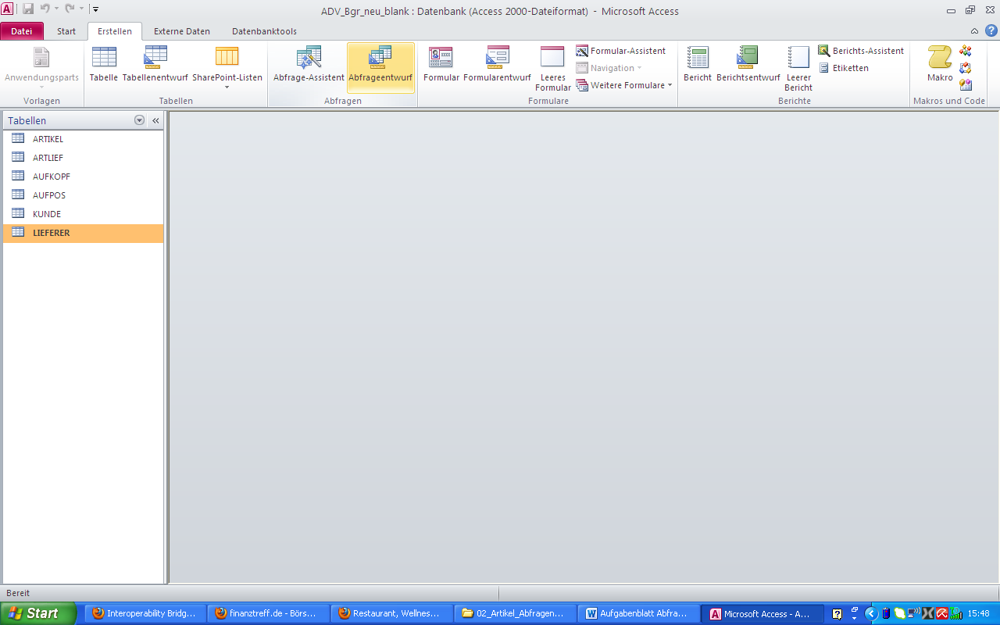 ADV_Bgr_neu_blank : Datenbank (Access 2000-Dateiformat) - Microsoft Access
Datei Start Erstellen Externe Daten Datenbanktools
Anwendungsparts
Vorlagen
Tabelle Tabellenentwurf SharePoint-Listen
Tabellen
Abfrage-Assistent Abfrageentwurf
Abfragen
Formular Formularentwurf Leeres
Formular
Formular-Assistent
Navigation
Weitere Formulare
Formulare
Bericht Berichtsentwurf Leerer
Bericht
Berichts-Assistent
Etiketten
Berichte
Makro
Makros und Code
Tabellen
ARTIKEL
ARTLIEF
AUFKOPF
AUFPOS
KUNDE
LIEFERER
Bereit
Start Interoperability Bridg... finanztreff.de - Börs... Restaurant, Wellnes... 02_Artikel_Abfragen... Aufgabenblatt Abfra... Microsoft Access - A... 15:48